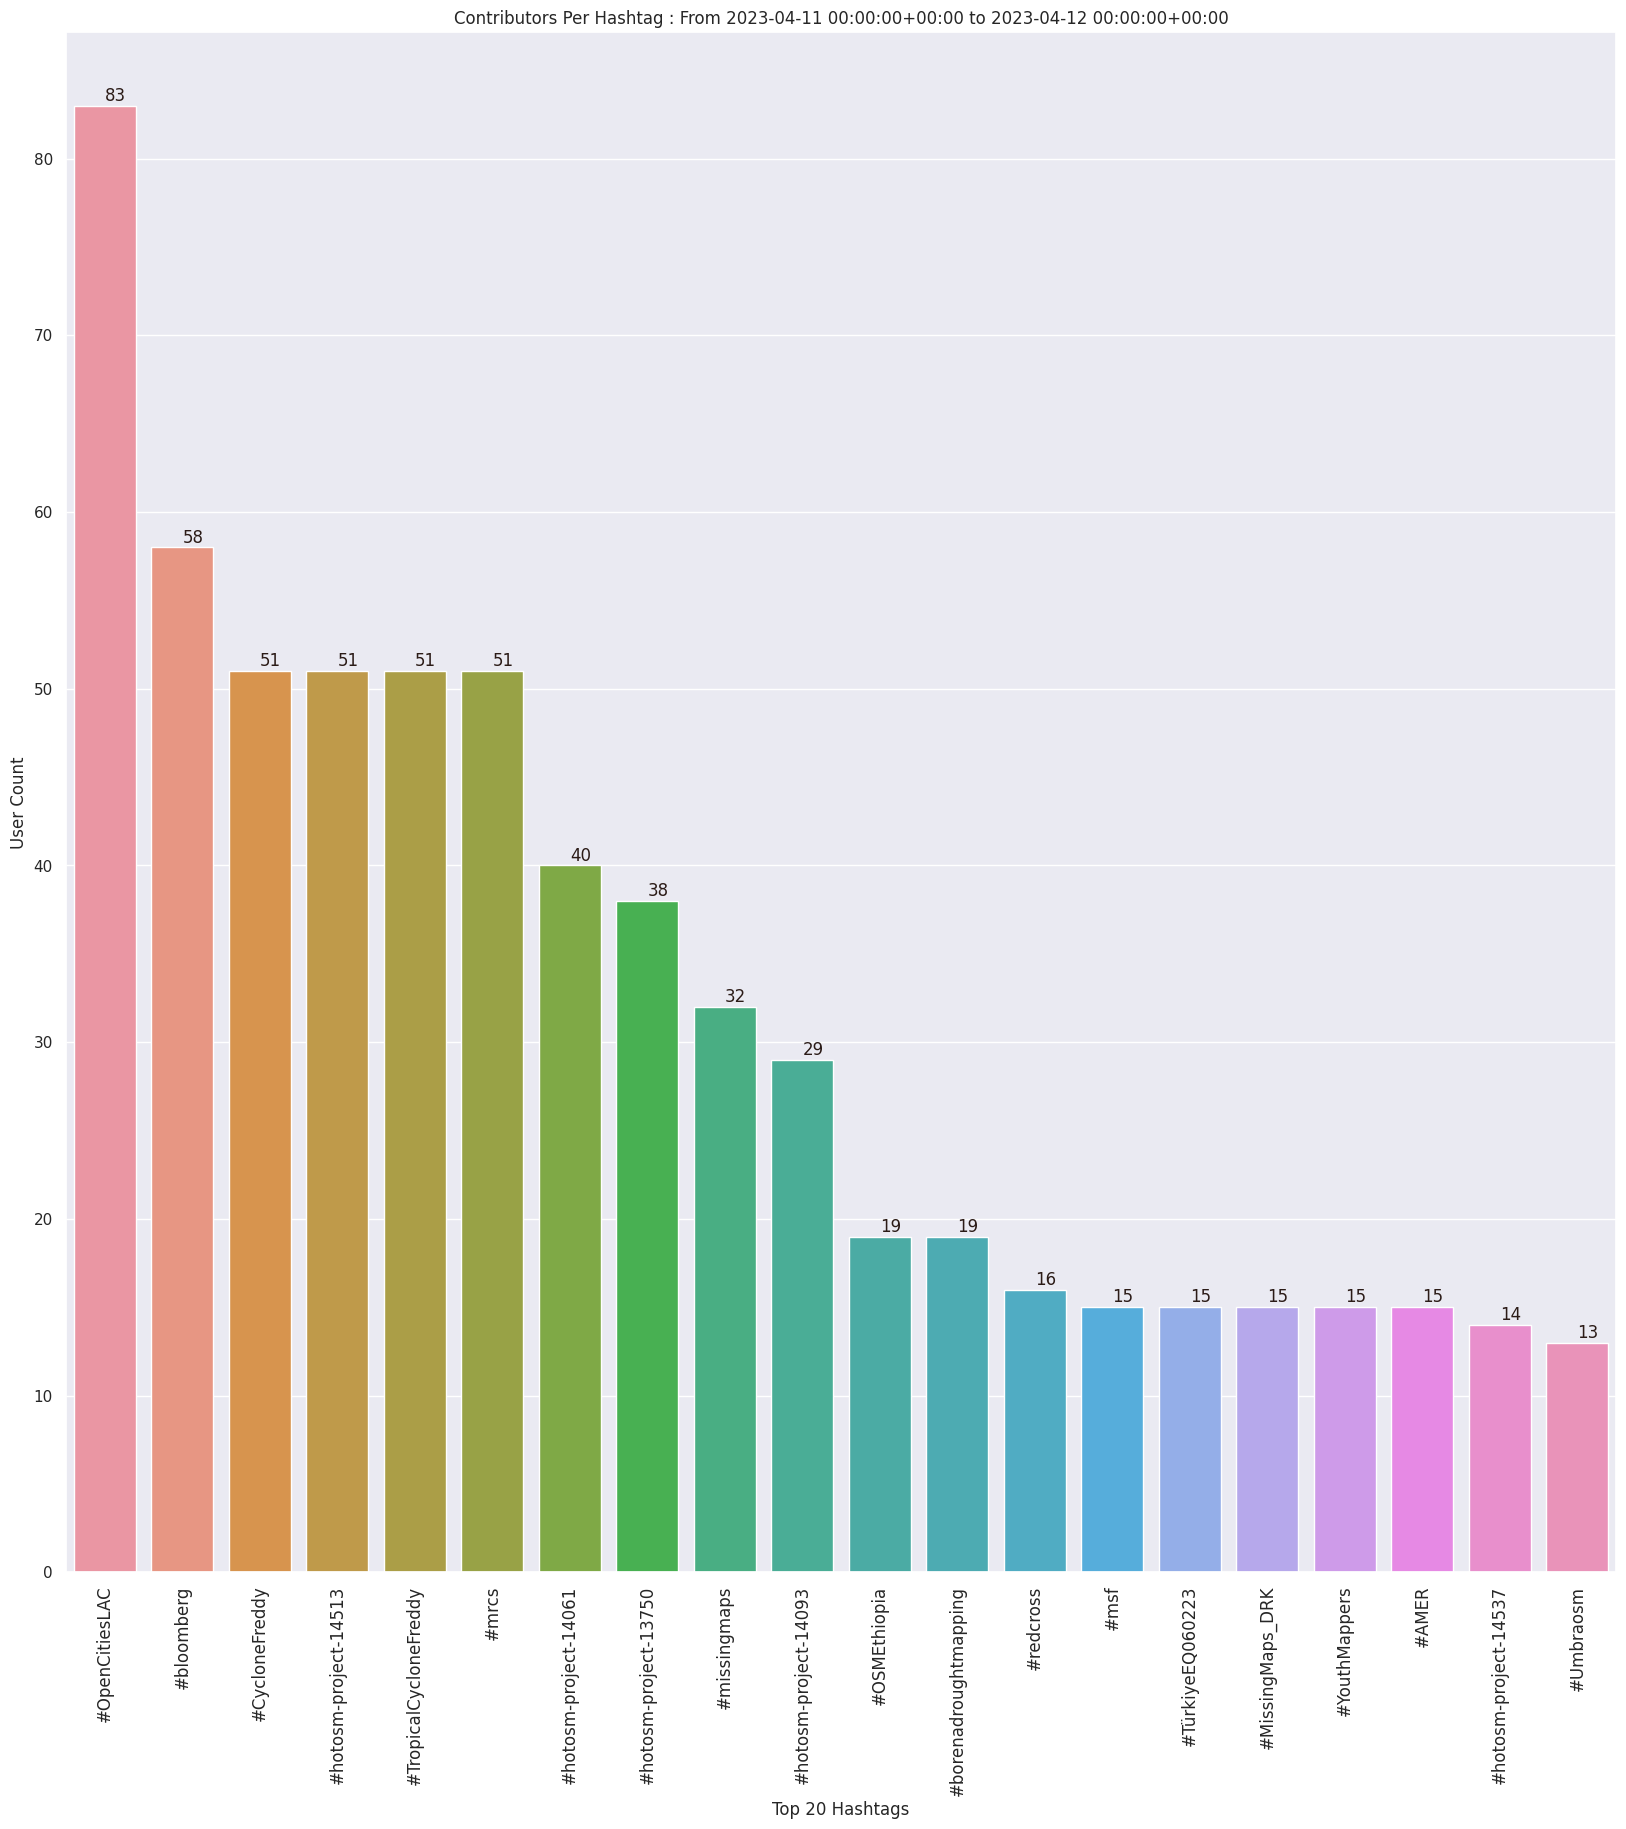 Contributors Per Hashtag : From 2023-04-11 00:00:00+00:00 to 2023-04-12 00:00:00+00:00
83
80
70
60
58
51
51
51
51
50
User Count
40
40
38
32
30
29
20
19
19
16
15
15
15
15
15
14
13
10
0
#OpenCitiesLAC
#bloomberg
#CycloneFreddy
#hotosm-project-14513
#TropicalCycloneFreddy
#mrcs
#hotosm-project-14061
#hotosm-project-13750
#missingmaps
#hotosm-project-14093
#OSMEthiopia
#borenadroughtmapping
#redcross
#msf
#TürkiyeEQ060223
#MissingMaps_DRK
#YouthMappers
#AMER
#hotosm-project-14537
#Umbraosm
Top 20 Hashtags